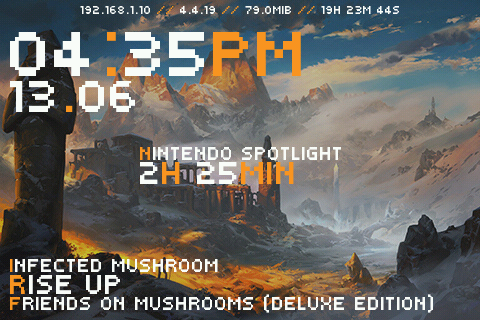 192.168.1.10 // 4.4.19 // 79.0MIB // 19H 23M 44S
04:35PM
13.06
NINTENDO SPOTLIGHT
2H 25MIN
INFECTED MUSHROOM
RISE UP
FRIENDS ON MUSHROOMS (DELUXE EDITION)